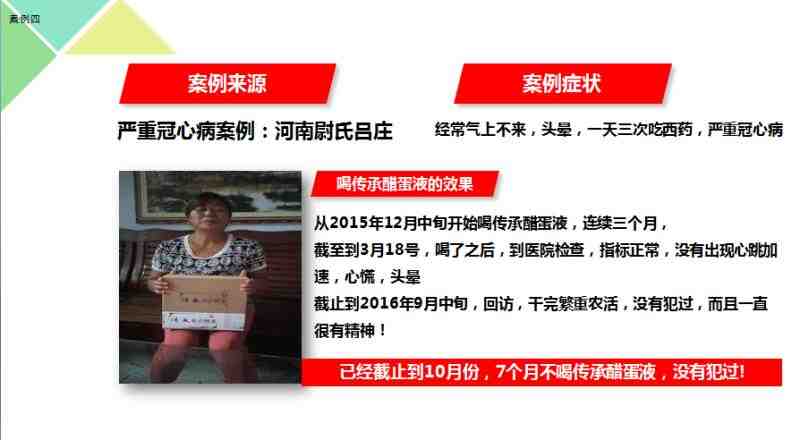 案例四
案例来源
案例症状
严重冠心病案例：河南尉氏吕庄
经常气上不来，头晕，一天三次吃西药，严重冠心病
喝传承醋蛋液的效果
从2015年12月中旬开始喝传承醋蛋液，连续三个月，
截至到3月18号，喝了之后，到医院检查，指标正常，没有出现心跳加
速，心慌，头晕
截止到2016年9月中旬，回访，干完繁重农活，没有犯过，而且一直
很有精神！
已经截止到10月份，7个月不喝传承醋蛋液，没有犯过!